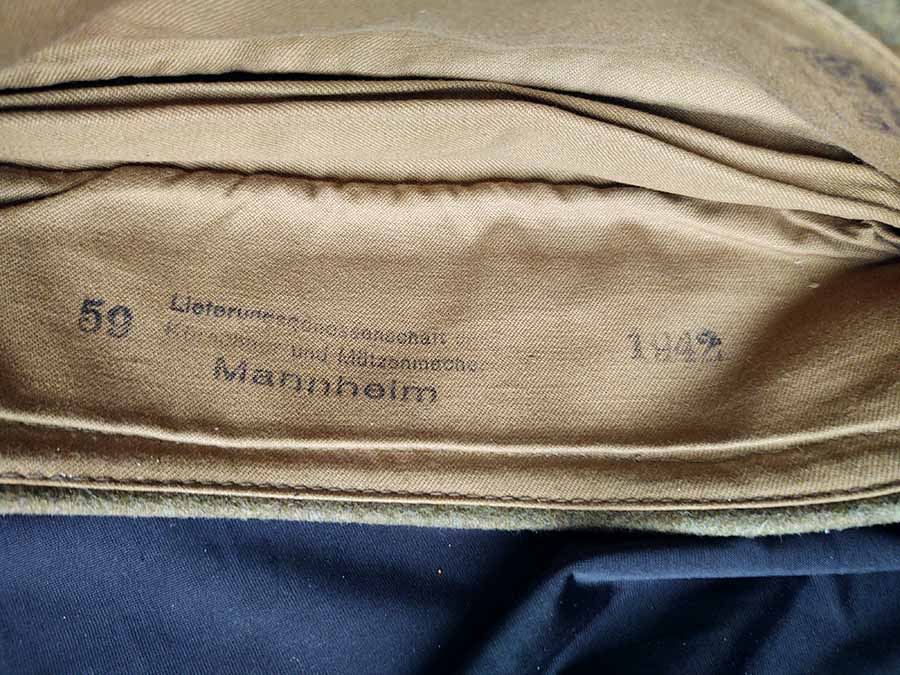 59
Lieferungsgenossenschaft
und Mützenmacher
Mannheim
1942